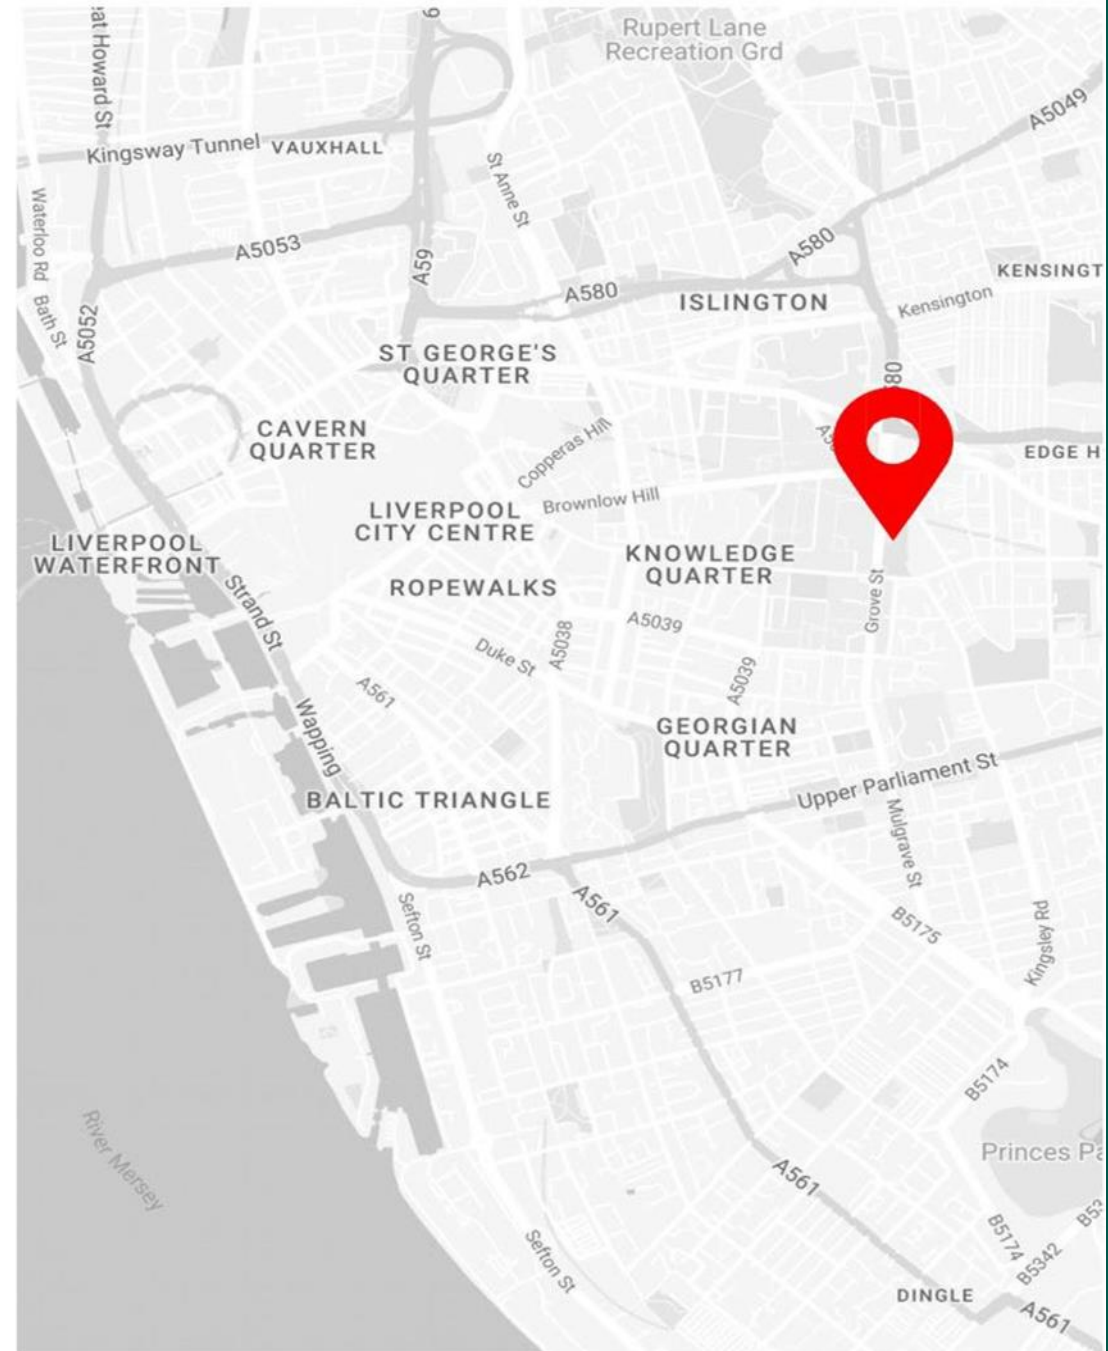 9
eat Howard St
Rupert Lane
Recreation Grd
A5049
Kingsway Tunnel
VAUXHALL
St Anne St
Waterloo Rd
A5053
A59
A580
KENSINGT
Bath St
A580
ISLINGTON
Kensington
A5052
ST GEORGE'S
QUARTER
80
CAVERN
QUARTER
Copperas Hill
A5
EDGE H
Brownlow Hill
LIVERPOOL
CITY CENTRE
LIVERPOOL
WATERFRONT
KNOWLEDGE
QUARTER
ROPEWALKS
Strand St
Grove St
A5039
Duke St
A5038
A5039
A561
Wapping
GEORGIAN
QUARTER
Upper Parliament St
BALTIC TRIANGLE
Mulgrave St
A562
A561
Sefton St
B5175
Kingsley Rd
B5177
B5174
River Mersey
Princes Pa
A561
B53
B5174
B5342
Sefton St
DINGLE
A561